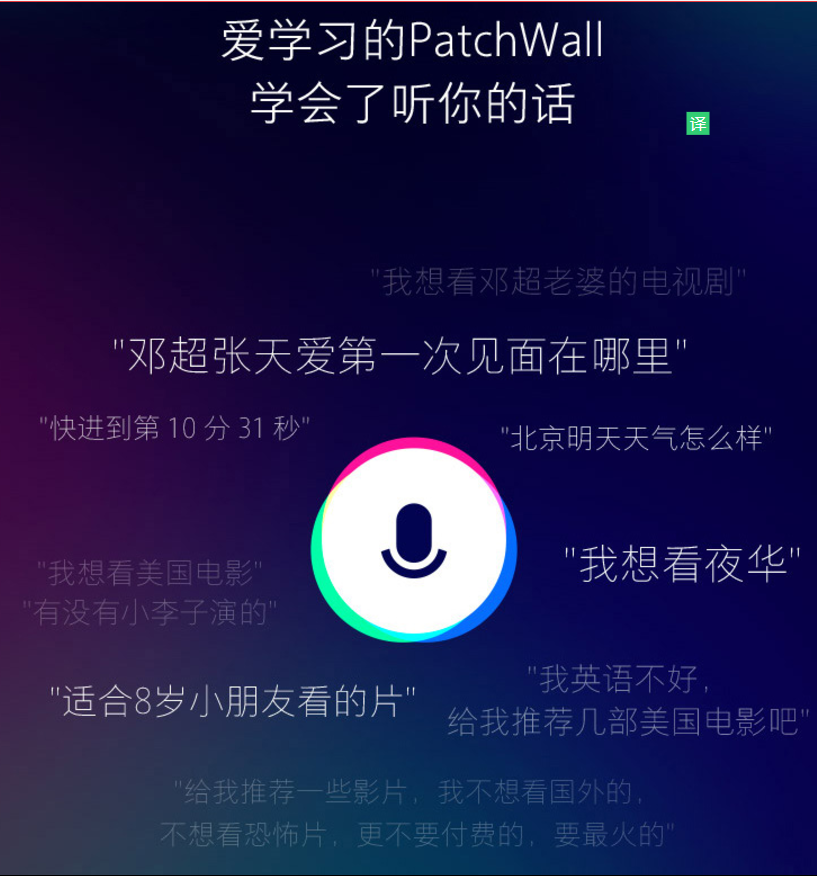 爱学习的PatchWall
学会了听你的话
译
"我想看邓超老婆的电视剧"
"邓超张天爱第一次见面在哪里"
"快进到第 10 分 31 秒"
"北京明天天气怎么样"
"我想看夜华"
"我想看美国电影"
"有没有小李子演的"
"适合8岁小朋友看的片"
"我英语不好，
给我推荐几部美国电影吧"
"给我推荐一些影片，我不想看国外的，
不想看恐怖片，更不要付费的，要最火的"